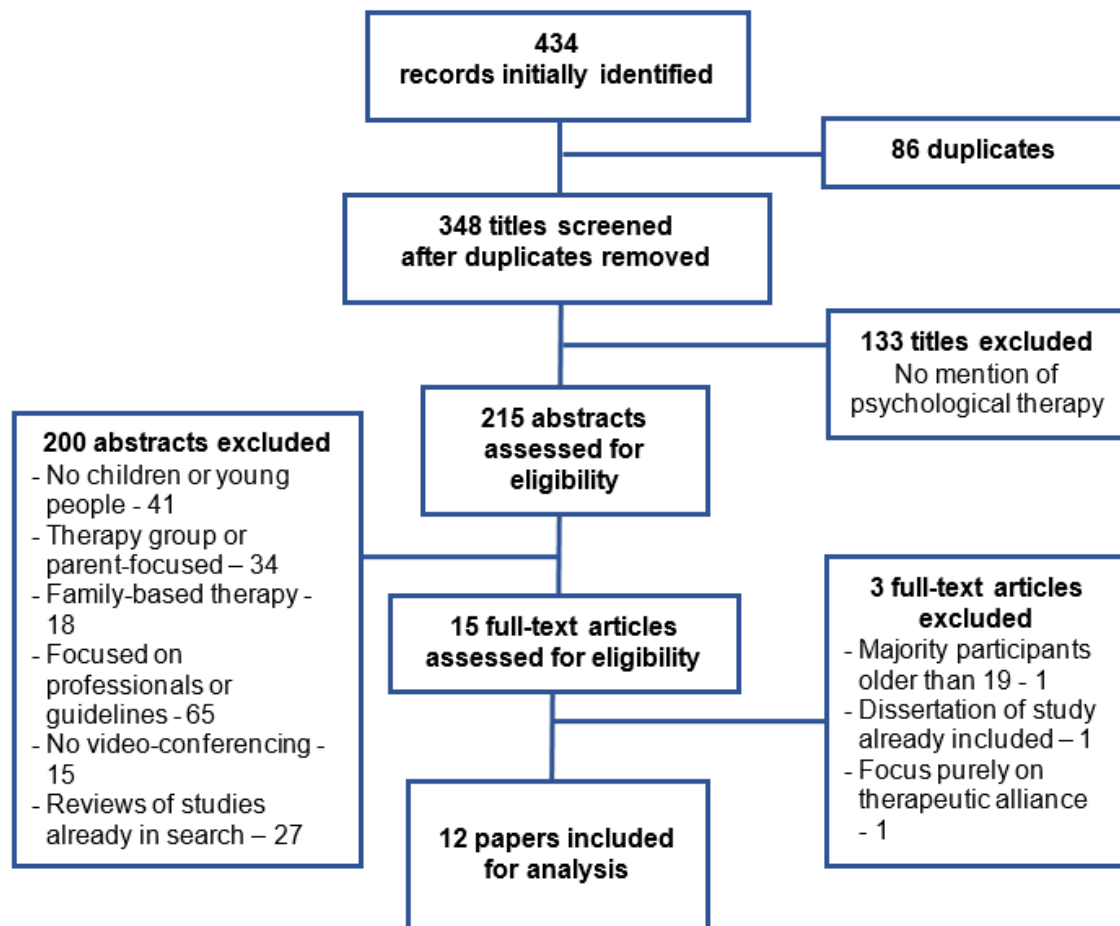 434
records initially identified
86 duplicates
348 titles screened
after duplicates removed
133 titles excluded
No mention of
psychological therapy
215 abstracts
assessed for
eligibility
200 abstracts excluded
- No children or young
people - 41
- Therapy group or
parent-focused – 34
- Family-based therapy -
18
- Focused on
professionals or
guidelines - 65
- No video-conferencing -
15
- Reviews of studies
already in search – 27
15 full-text articles
assessed for eligibility
3 full-text articles
excluded
- Majority participants
older than 19 - 1
- Dissertation of study
already included – 1
- Focus purely on
therapeutic alliance
- 1
12 papers included
for analysis